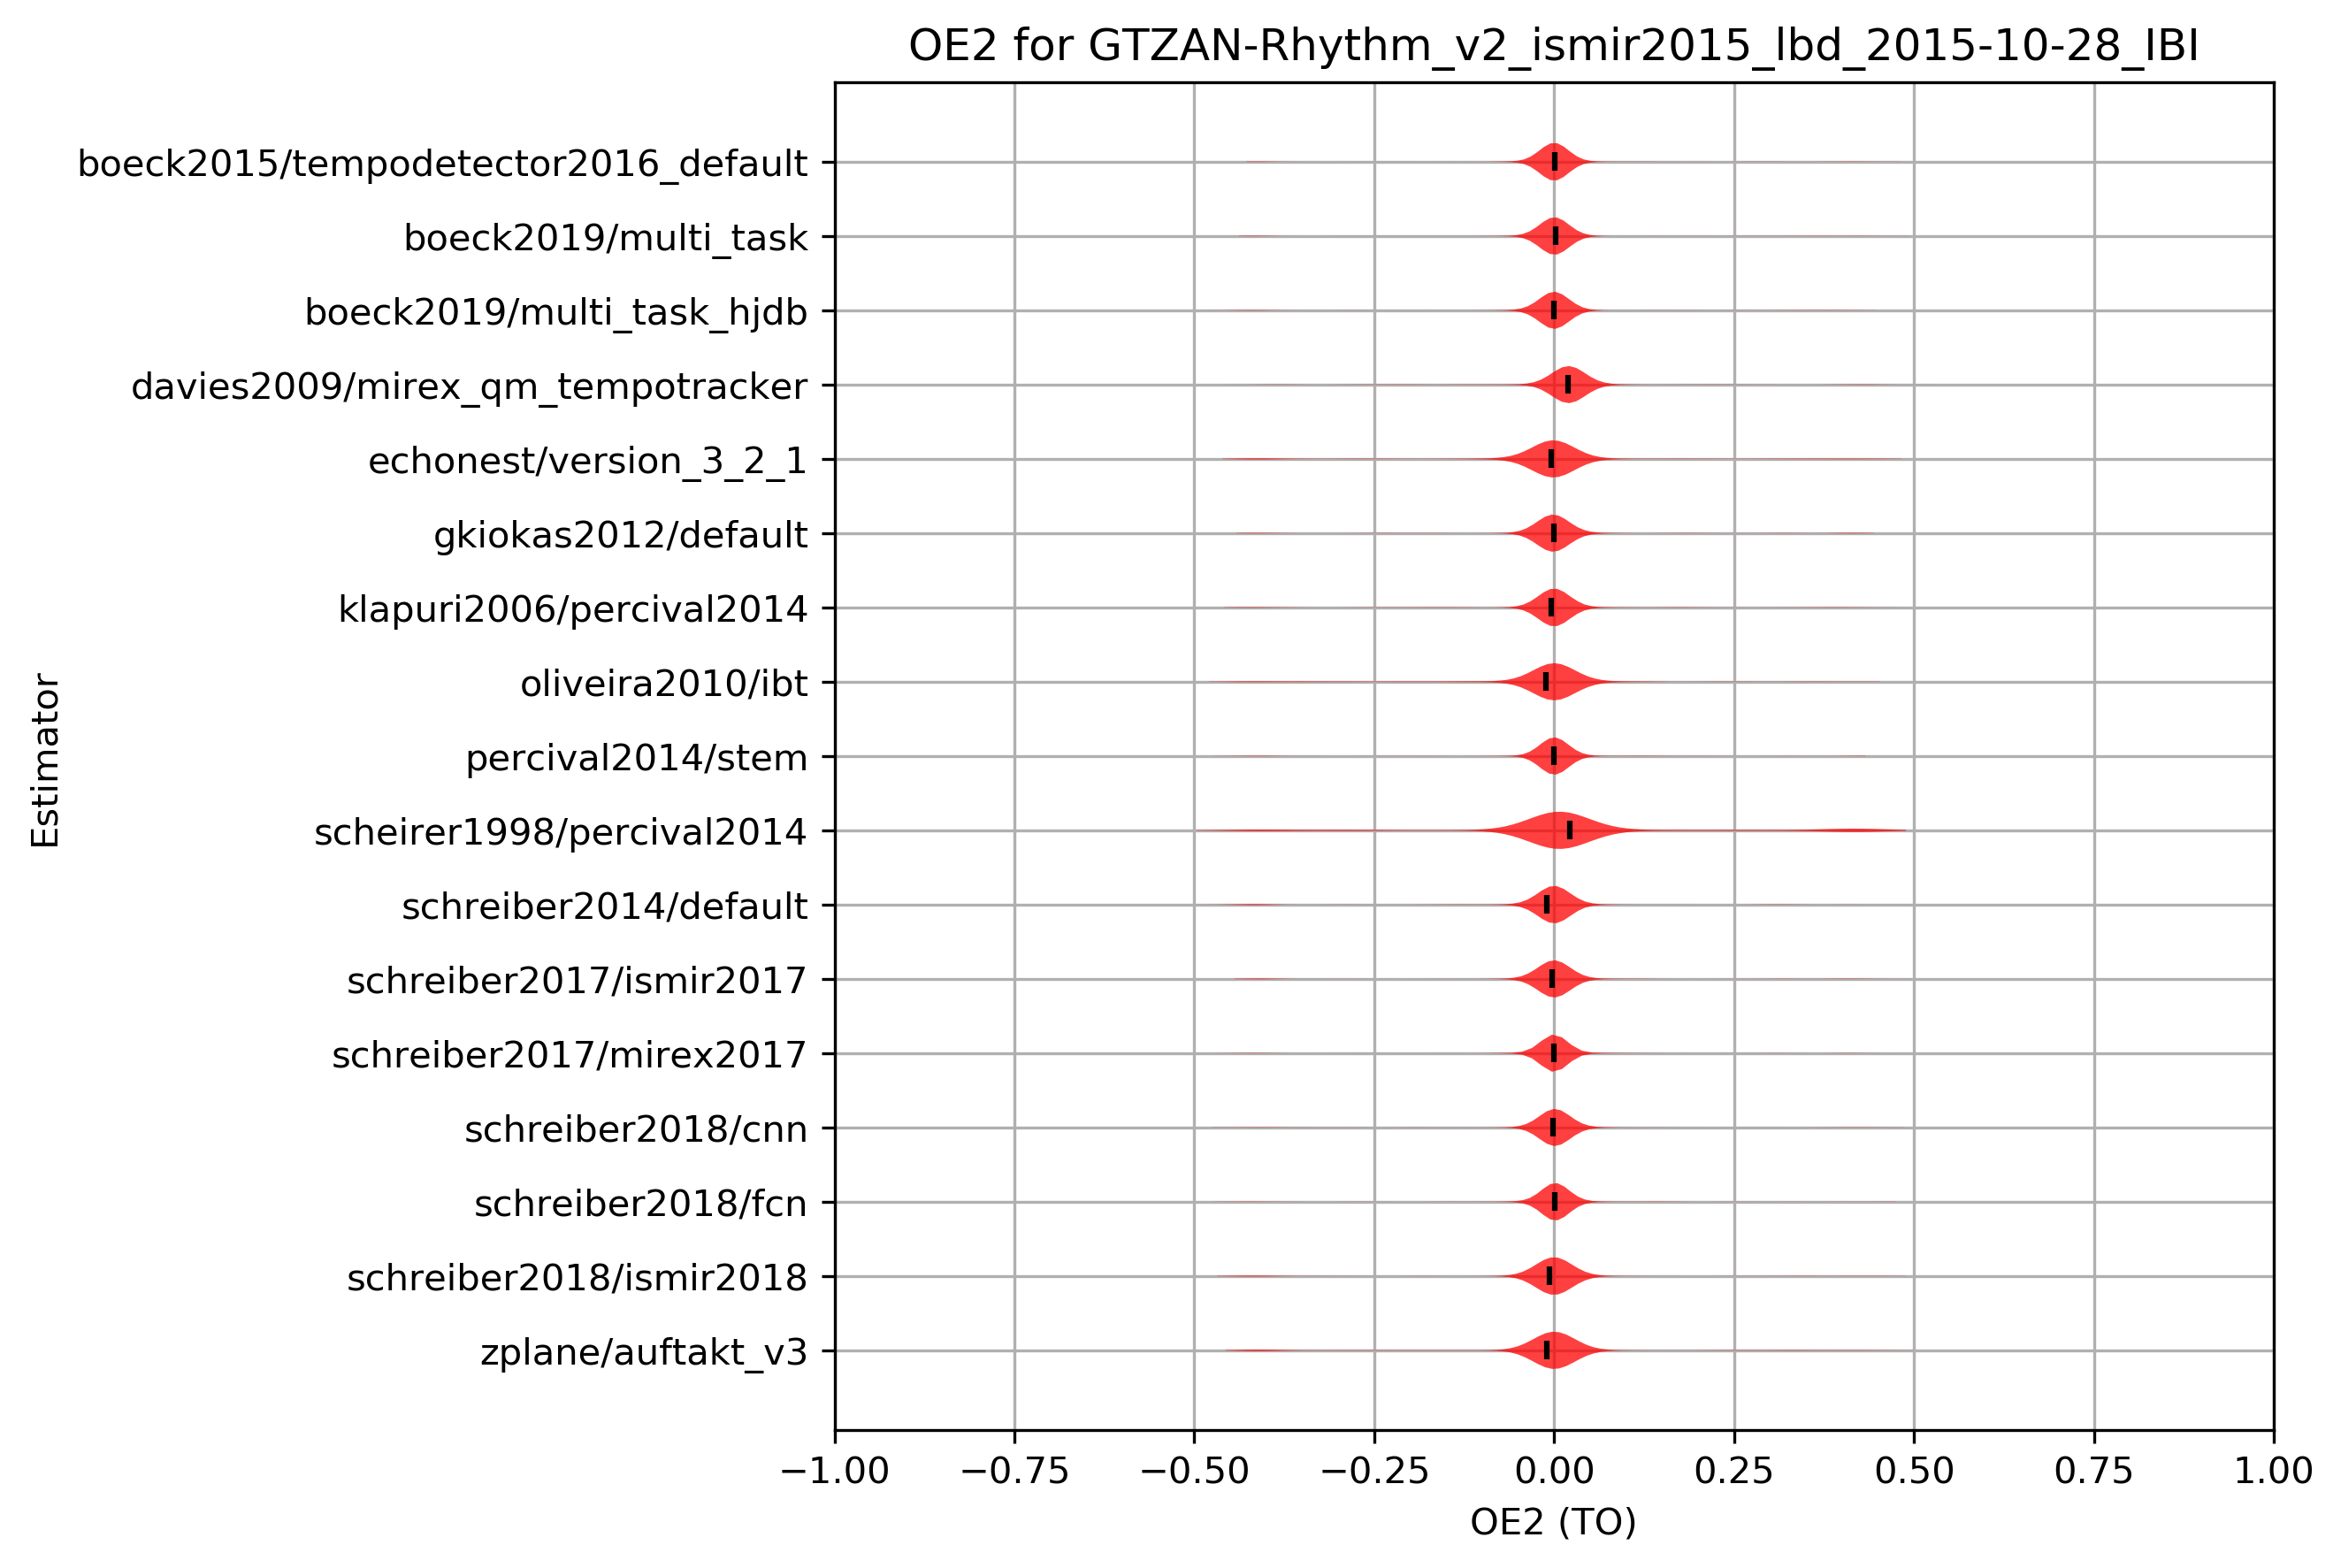 OE2 for GTZAN-Rhythm_v2_ismir2015_lbd_2015-10-28_IBI
boeck2015/tempodetector2016_default
boeck2019/multi_task
boeck2019/multi_task_hjdb
davies2009/mirex_qm_tempotracker
echonest/version_3_2_1
gkiokas2012/default
klapuri2006/percival2014
oliveira2010/ibt
percival2014/stem
scheirer1998/percival2014
schreiber2014/default
schreiber2017/ismir2017
schreiber2017/mirex2017
schreiber2018/cnn
schreiber2018/fcn
schreiber2018/ismir2018
zplane/auftakt_v3
Estimator
−1.00 −0.75 −0.50 −0.25 0.00 0.25 0.50 0.75 1.00
OE2 (TO)